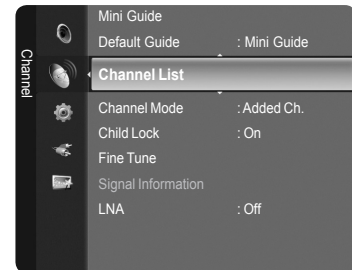 Channel
Mini Guide
Default Guide : Mini Guide
Channel List
Channel Mode : Added Ch.
Child Lock : On
Fine Tune
Signal Information
LNA : Off